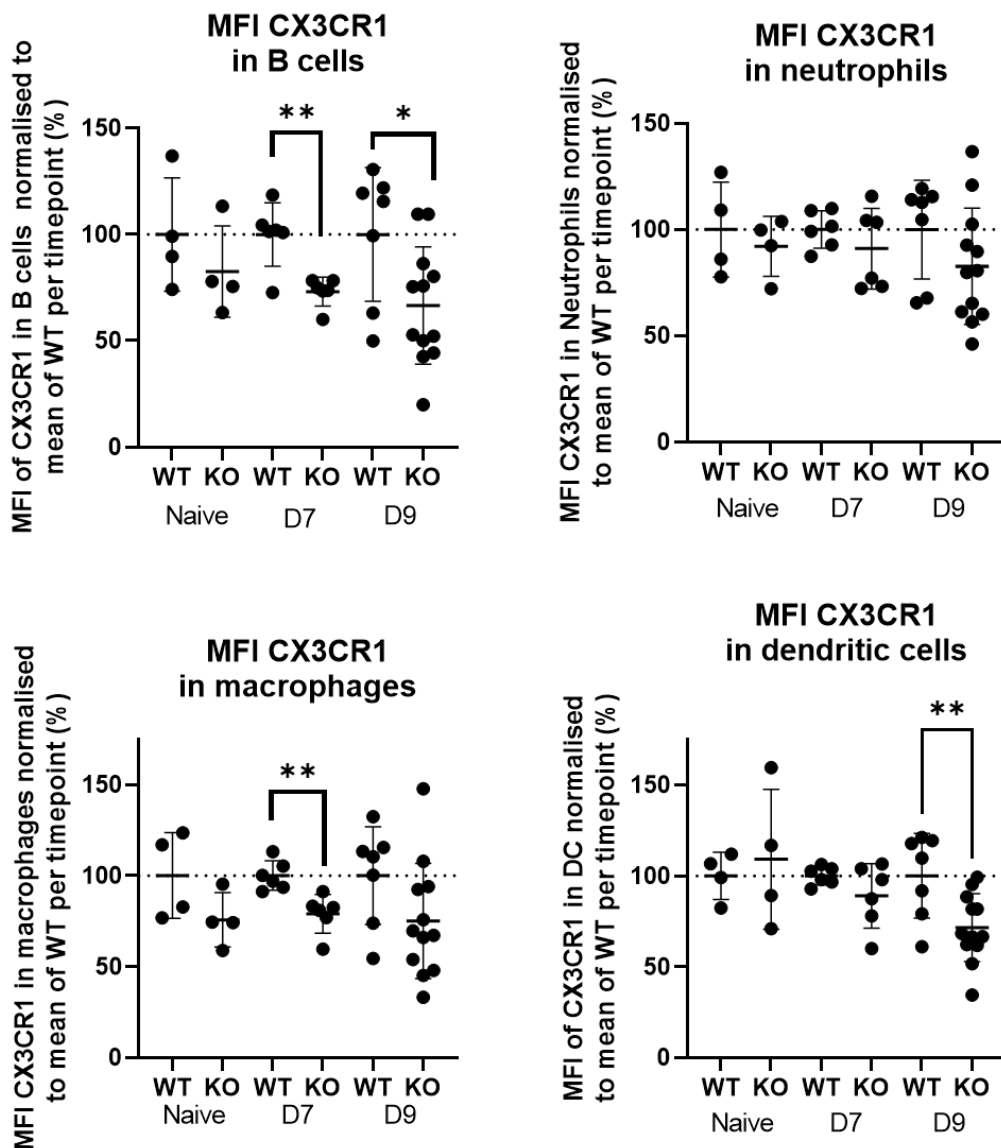 MFI CX3CR1
in B cells
MFI of CX3CR1 in B cells normalised to
mean of WT per timepoint (%)
150
100
50
0
**
*
WT KO WT KO WT KO
Naive D7 D9
MFI CX3CR1
in neutrophils
MFI CX3CR1 in Neutrophils normalised
to mean of WT per timepoint (%)
150
100
50
0
WT KO WT KO WT KO
Naive D7 D9
MFI CX3CR1
in macrophages
MFI CX3CR1 in macrophages normalised
to mean of WT per timepoint (%)
150
100
50
0
**
WT KO WT KO WT KO
Naive D7 D9
MFI CX3CR1
in dendritic cells
MFI of CX3CR1 in DC normalised
to mean of WT per timepoint (%)
150
100
50
0
**
WT KO WT KO WT KO
Naive D7 D9